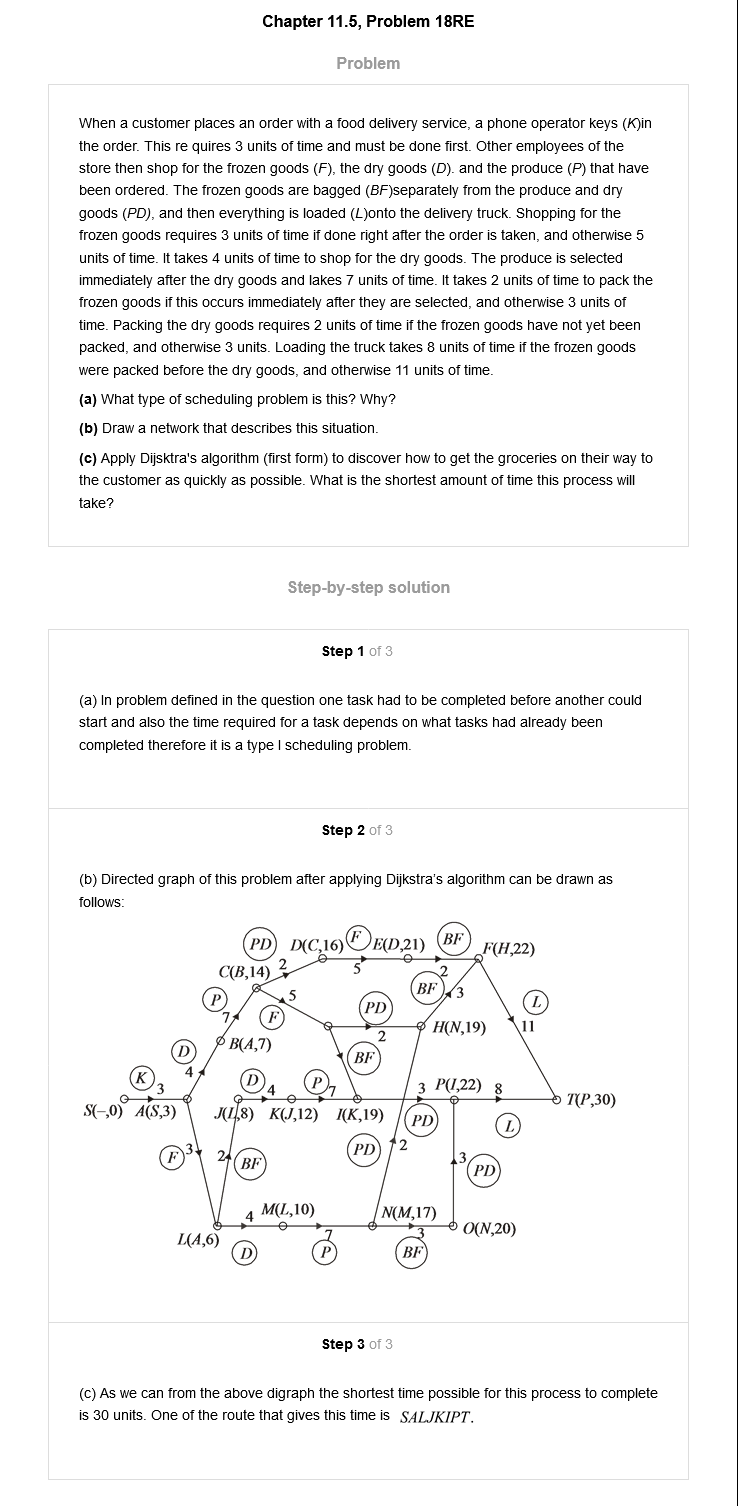 Chapter 11.5, Problem 18RE
Problem
When a customer places an order with a food delivery service, a phone operator keys (K)in
the order. This re quires 3 units of time and must be done first. Other employees of the
store then shop for the frozen goods (F), the dry goods (D). and the produce (P) that have
been ordered. The frozen goods are bagged (BF)separately from the produce and dry
goods (PD), and then everything is loaded (L)onto the delivery truck. Shopping for the
frozen goods requires 3 units of time if done right after the order is taken, and otherwise 5
units of time. It takes 4 units of time to shop for the dry goods. The produce is selected
immediately after the dry goods and lakes 7 units of time. It takes 2 units of time to pack the
frozen goods if this occurs immediately after they are selected, and otherwise 3 units of
time. Packing the dry goods requires 2 units of time if the frozen goods have not yet been
packed, and otherwise 3 units. Loading the truck takes 8 units of time if the frozen goods
were packed before the dry goods, and otherwise 11 units of time.
(a) What type of scheduling problem is this? Why?
(b) Draw a network that describes this situation.
(c) Apply Dijsktra's algorithm (first form) to discover how to get the groceries on their way to
the customer as quickly as possible. What is the shortest amount of time this process will
take?
Step-by-step solution
Step 1 of 3
(a) In problem defined in the question one task had to be completed before another could
start and also the time required for a task depends on what tasks had already been
completed therefore it is a type I scheduling problem.
Step 2 of 3
(b) Directed graph of this problem after applying Dijkstra's algorithm can be drawn as
follows:
PD D(C,16) F E(D,21) BF F(H,22)
C(B,14) 2 5 2
P 5 BF 3 L
7 F PD 11
D B(A,7) 2 H(N,19)
K 4 BF
3 D 4 P 7 3 P(I,22) 8
S(–,0) A(S,3) J(L,8) K(J,12) I(K,19) PD L T(P,30)
F 3 2 BF PD 2 3 PD
4 M(L,10) N(M,17)
L(A,6) 7 3 O(N,20)
D P BF
Step 3 of 3
(c) As we can from the above digraph the shortest time possible for this process to complete
is 30 units. One of the route that gives this time is SALJKIPT.